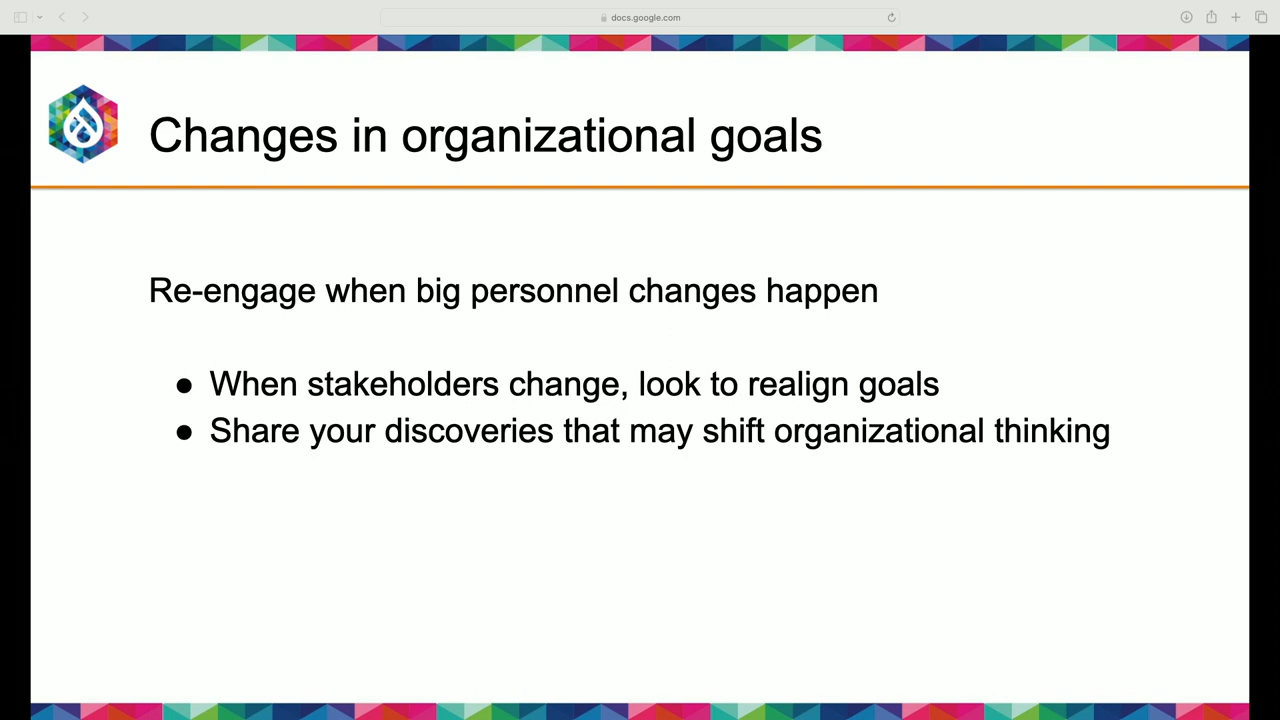 docs.google.com
Changes in organizational goals
Re-engage when big personnel changes happen
● When stakeholders change, look to realign goals
● Share your discoveries that may shift organizational thinking